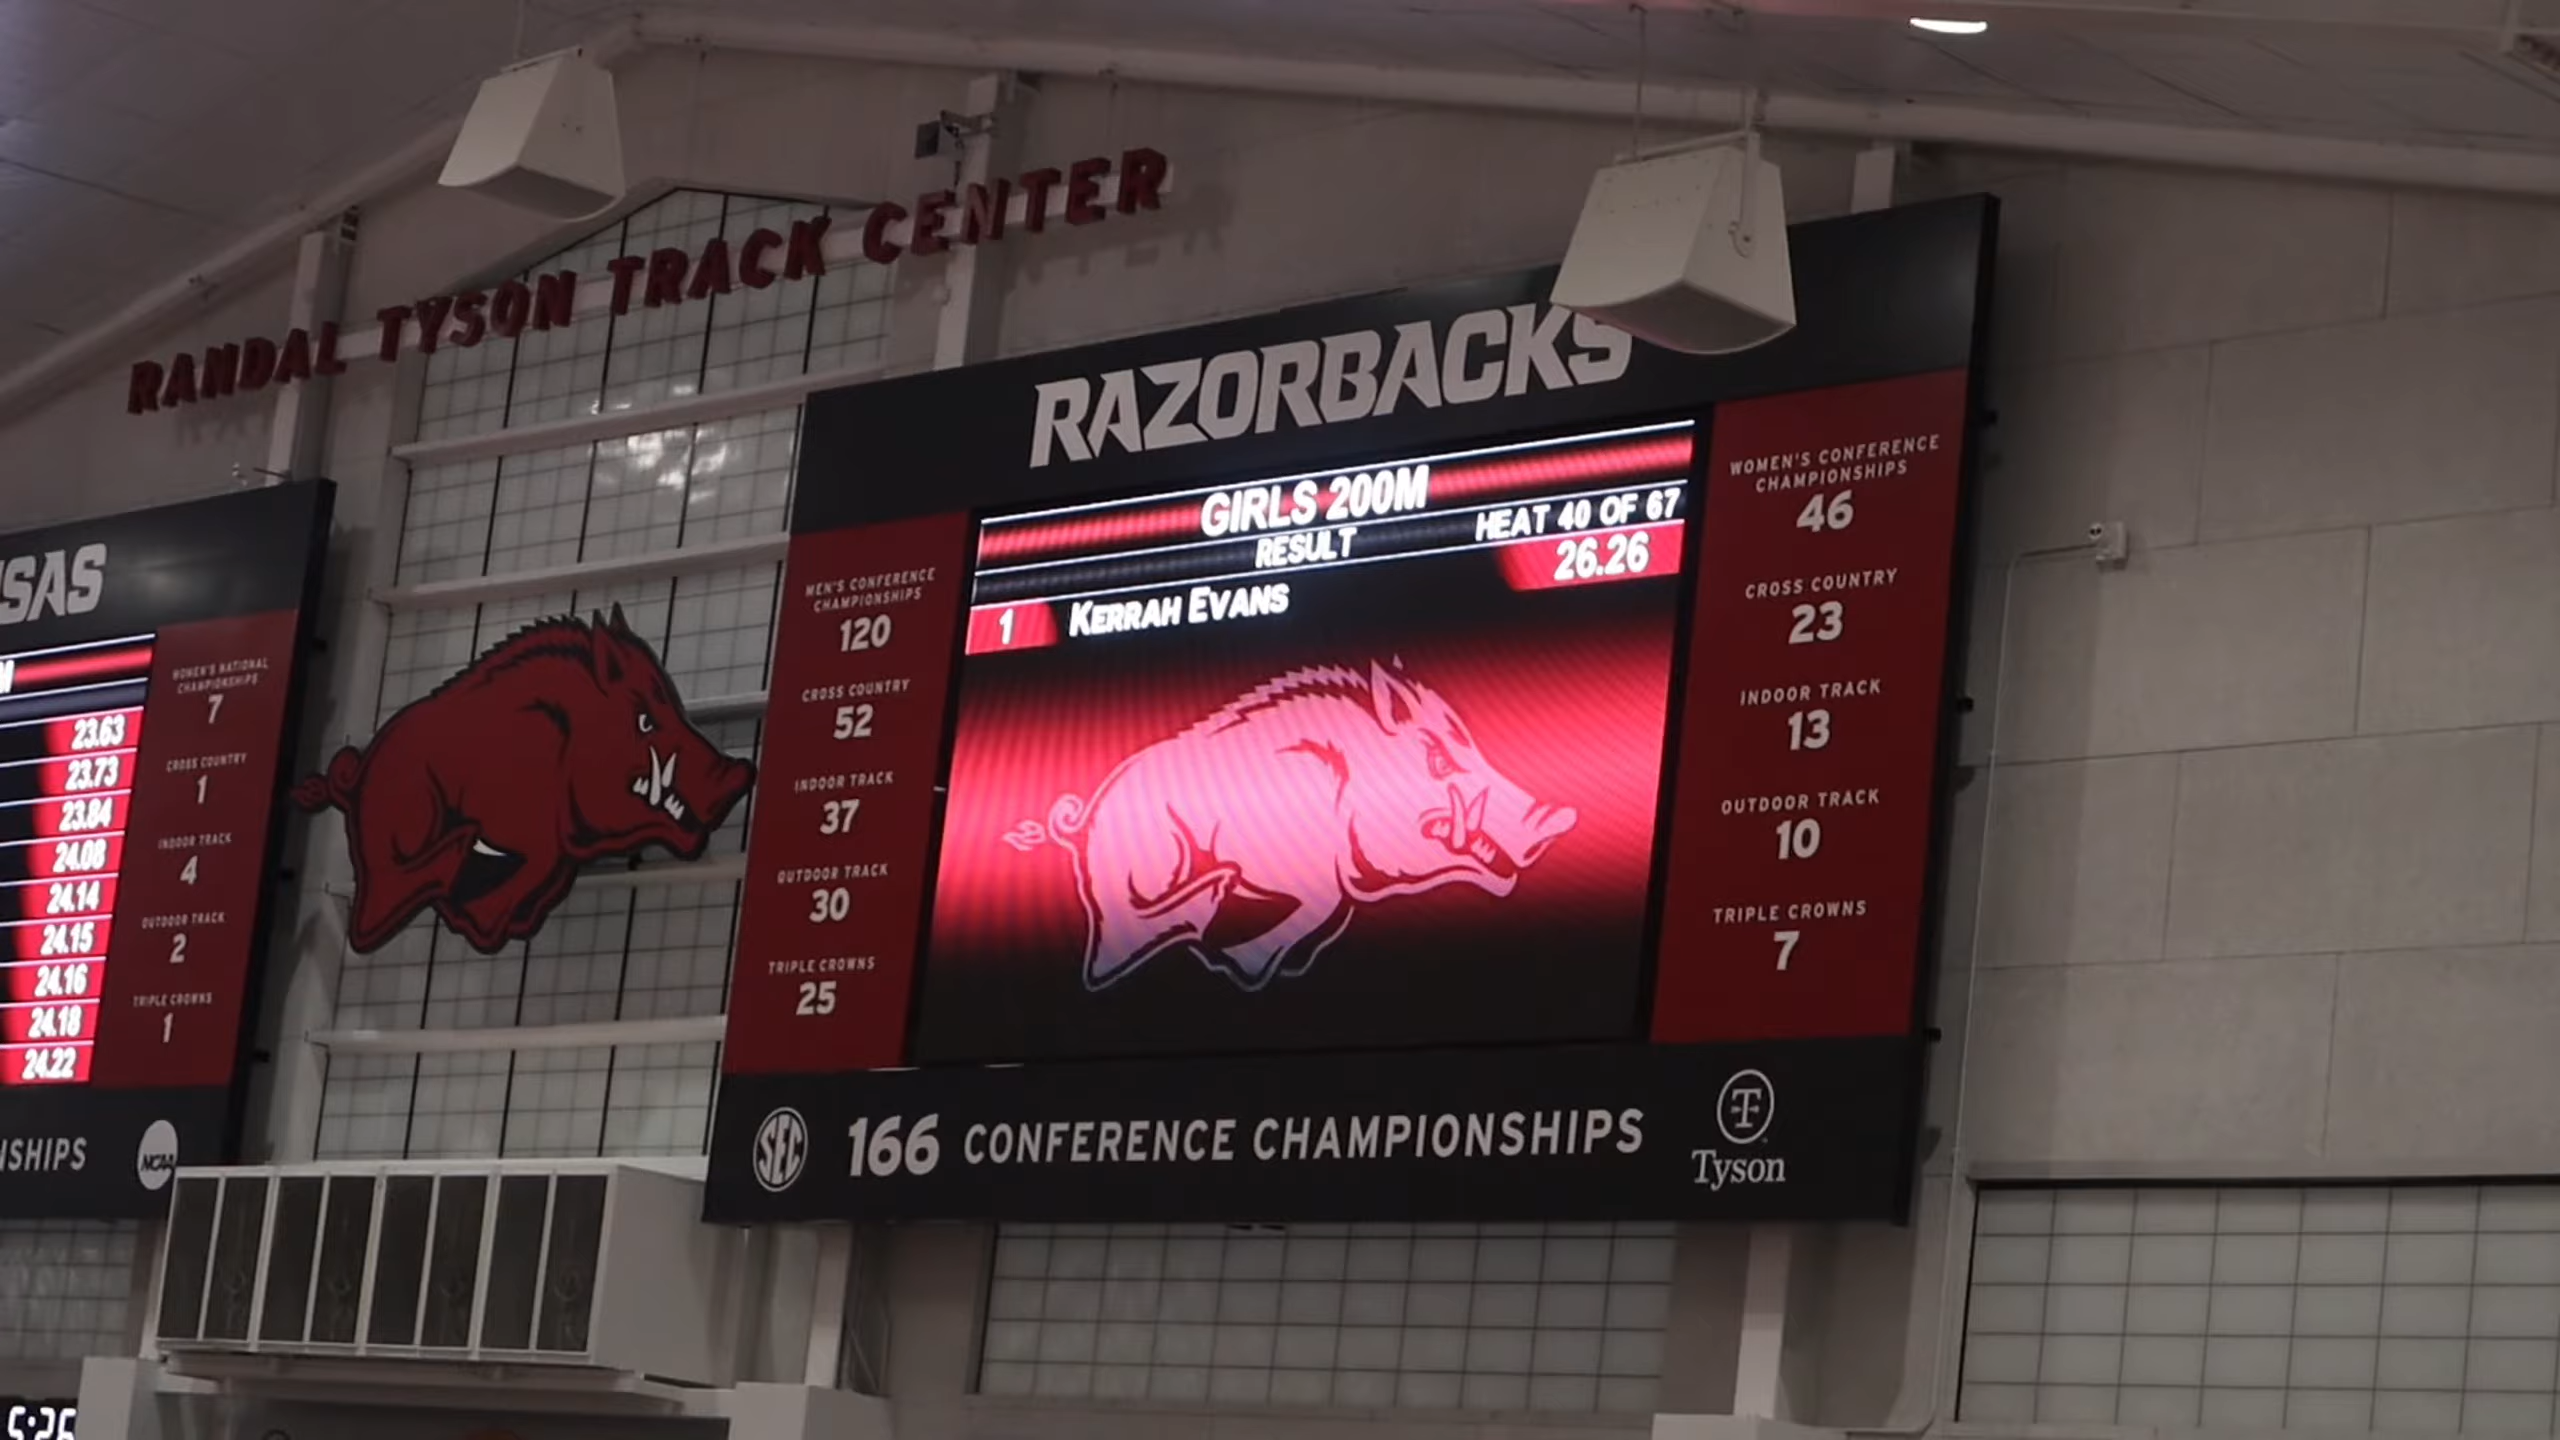 RANDAL TYSON TRACK CENTER
SAS
M
23.63
23.73
23.84
24.08
24.14
24.15
24.16
24.18
24.22
WOMEN'S NATIONAL
CHAMPIONSHIPS
7
CROSS COUNTRY
1
INDOOR TRACK
4
OUTDOOR TRACK
2
TRIPLE CROWNS
1
NSHIPS
NCAA
5:26
RAZORBACKS
MEN'S CONFERENCE
CHAMPIONSHIPS
120
CROSS COUNTRY
52
INDOOR TRACK
37
OUTDOOR TRACK
30
TRIPLE CROWNS
25
GIRLS 200M
RESULT HEAT 40 OF 67
1 KERRAH EVANS 26.26
WOMEN'S CONFERENCE
CHAMPIONSHIPS
46
CROSS COUNTRY
23
INDOOR TRACK
13
OUTDOOR TRACK
10
TRIPLE CROWNS
7
SEC 166 CONFERENCE CHAMPIONSHIPS
T
Tyson